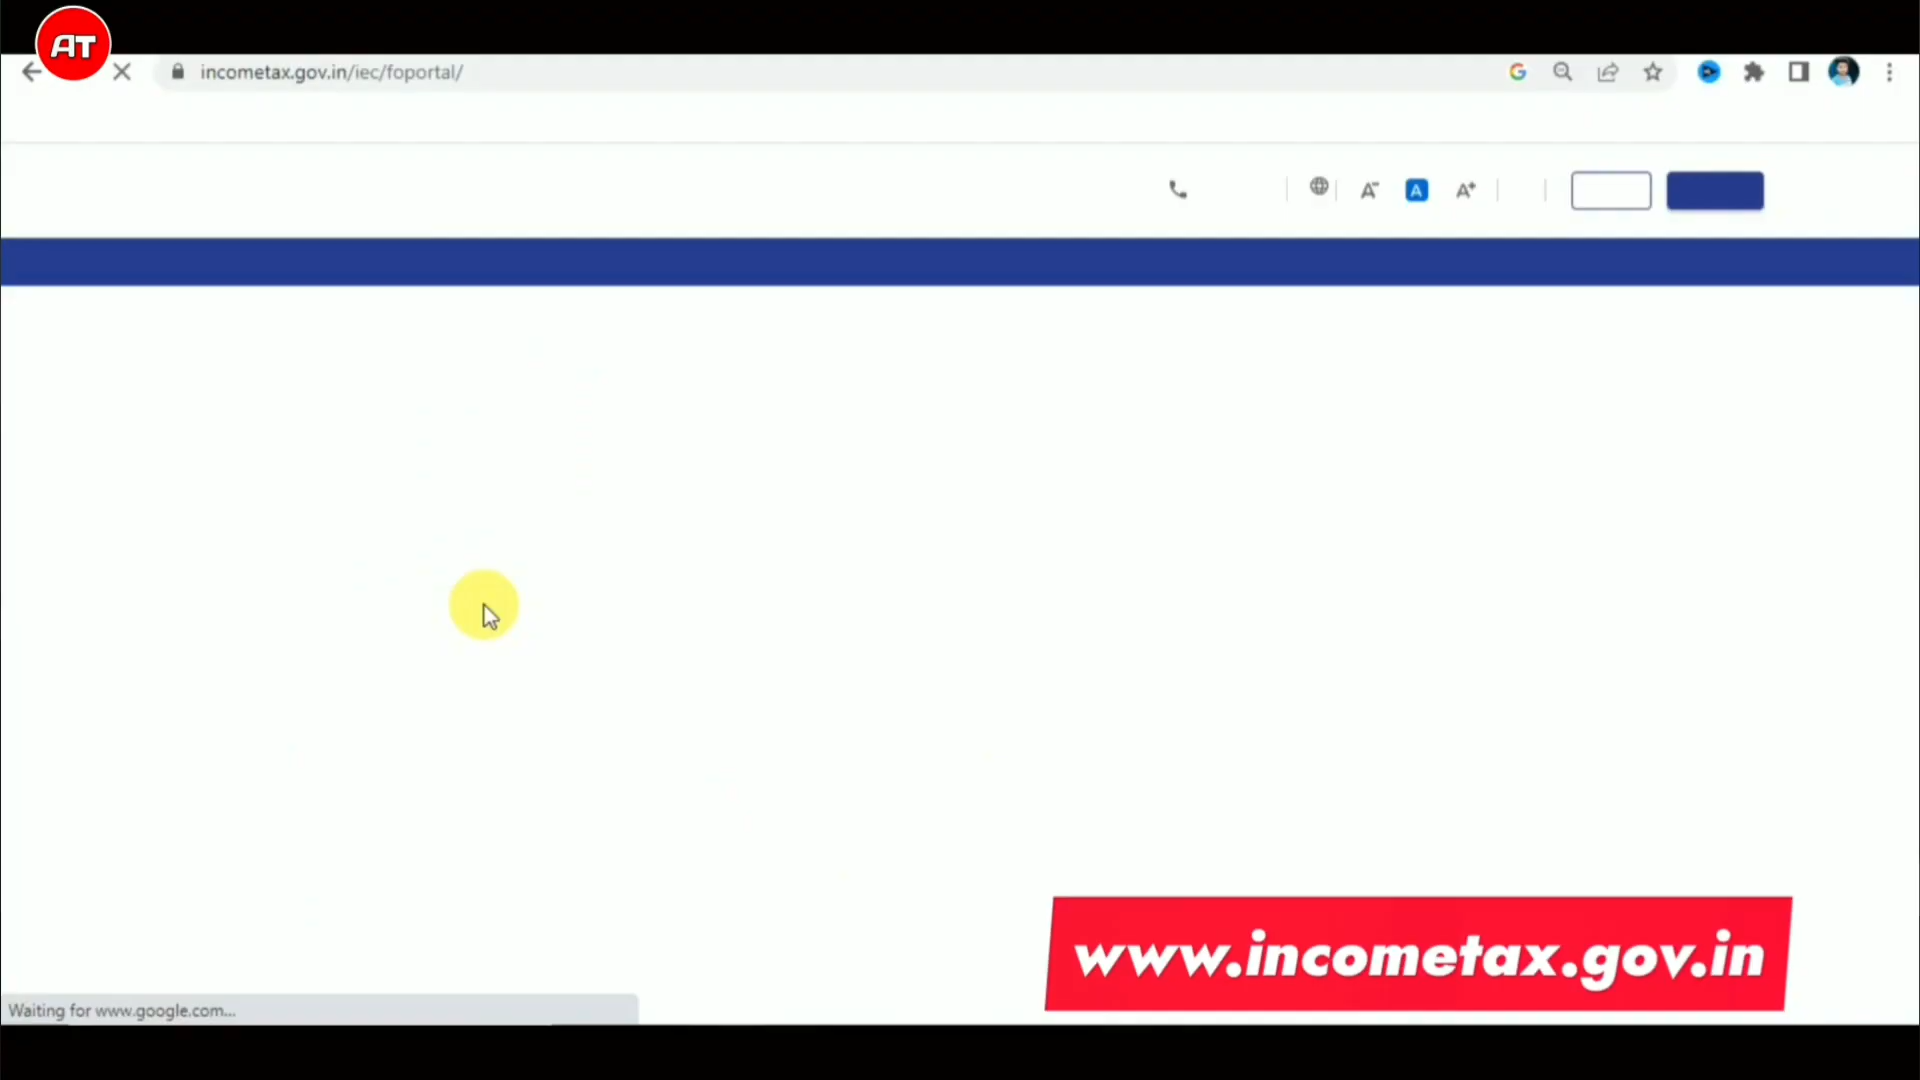 AT
incometax.gov.in/iec/foportal/
A- A A+
www.incometax.gov.in
Waiting for www.google.com...